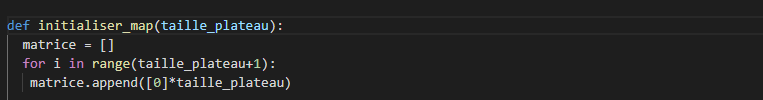 def initialiser_map(taille_plateau):
  matrice = []
  for i in range(taille_plateau+1):
   matrice.append([0]*taille_plateau)